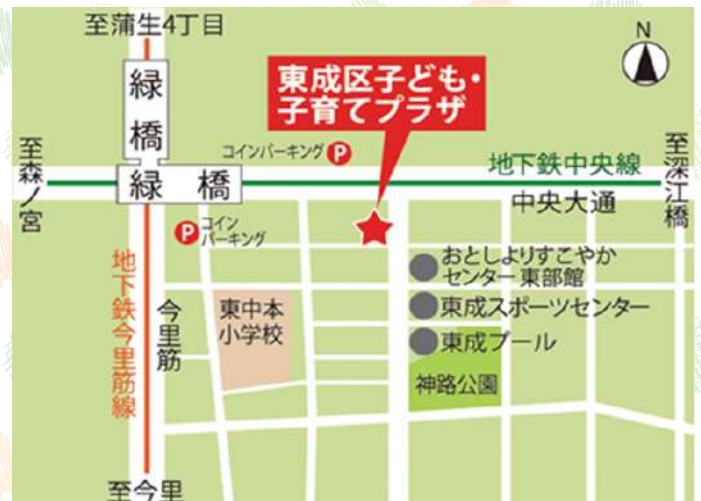 至蒲生4丁目
N
緑橋
東成区子ども・
子育てプラザ
コインパーキング P
至森ノ宮
緑橋
地下鉄中央線
至深江橋
中央大通
P コイン
パーキング
おとしよりすこやか
センター 東部館
地下鉄今里筋線
今里筋
東中本
小学校
東成スポーツセンター
東成プール
神路公園
至今里